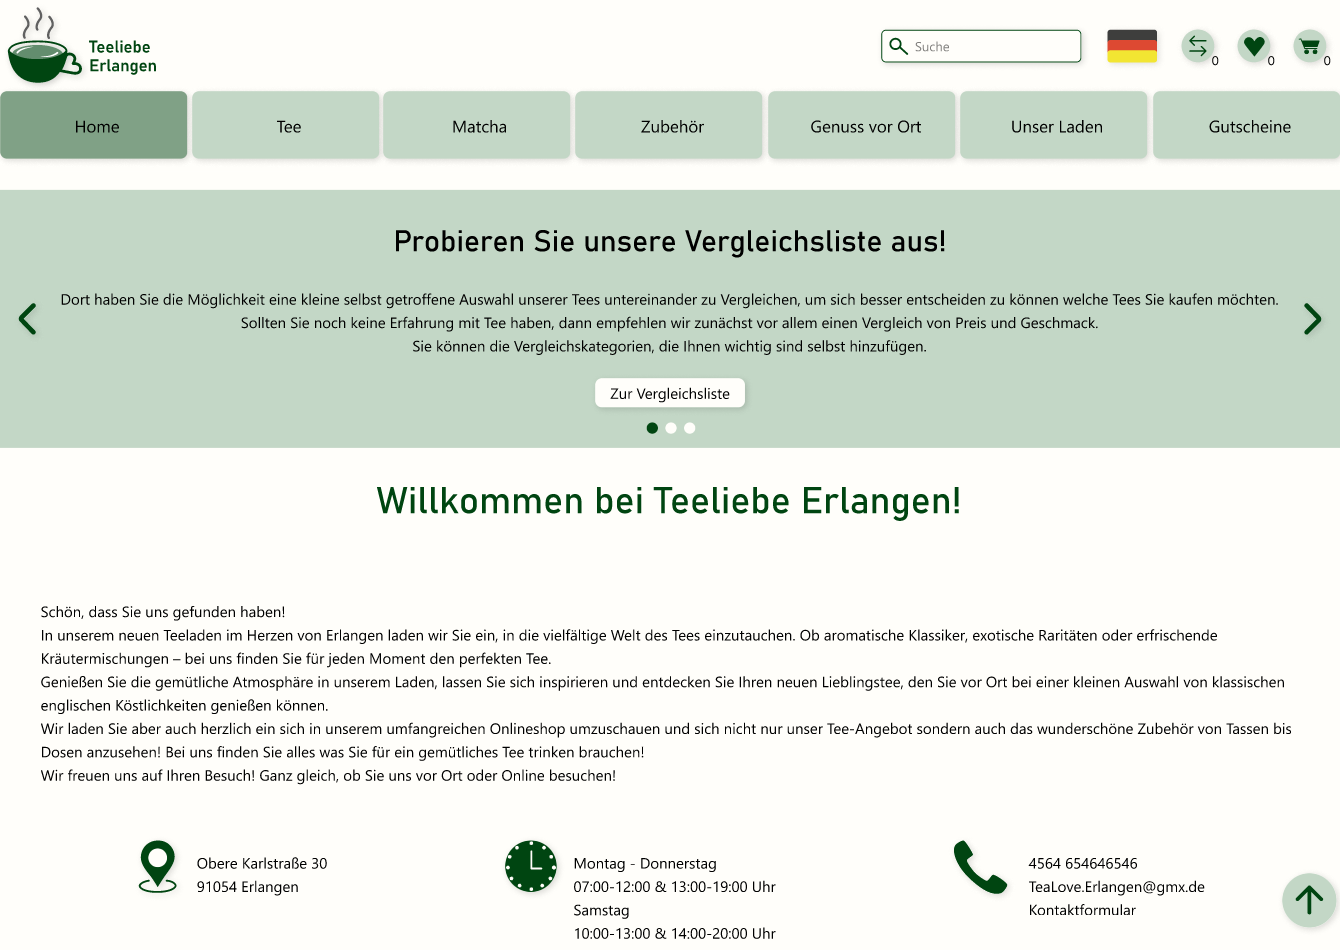 Teeliebe
Erlangen
Suche
0
0
0
Home
Tee
Matcha
Zubehör
Genuss vor Ort
Unser Laden
Gutscheine
Probieren Sie unsere Vergleichsliste aus!
Dort haben Sie die Möglichkeit eine kleine selbst getroffene Auswahl unserer Tees untereinander zu Vergleichen, um sich besser entscheiden zu können welche Tees Sie kaufen möchten.
Sollten Sie noch keine Erfahrung mit Tee haben, dann empfehlen wir zunächst vor allem einen Vergleich von Preis und Geschmack.
Sie können die Vergleichskategorien, die Ihnen wichtig sind selbst hinzufügen.
Zur Vergleichsliste
Willkommen bei Teeliebe Erlangen!
Schön, dass Sie uns gefunden haben!
In unserem neuen Teeladen im Herzen von Erlangen laden wir Sie ein, in die vielfältige Welt des Tees einzutauchen. Ob aromatische Klassiker, exotische Raritäten oder erfrischende
Kräutermischungen – bei uns finden Sie für jeden Moment den perfekten Tee.
Genießen Sie die gemütliche Atmosphäre in unserem Laden, lassen Sie sich inspirieren und entdecken Sie Ihren neuen Lieblingstee, den Sie vor Ort bei einer kleinen Auswahl von klassischen
englischen Köstlichkeiten genießen können.
Wir laden Sie aber auch herzlich ein sich in unserem umfangreichen Onlineshop umzuschauen und sich nicht nur unser Tee-Angebot sondern auch das wunderschöne Zubehör von Tassen bis
Dosen anzusehen! Bei uns finden Sie alles was Sie für ein gemütliches Tee trinken brauchen!
Wir freuen uns auf Ihren Besuch! Ganz gleich, ob Sie uns vor Ort oder Online besuchen!
Obere Karlstraße 30
91054 Erlangen
Montag - Donnerstag
07:00-12:00 & 13:00-19:00 Uhr
Samstag
10:00-13:00 & 14:00-20:00 Uhr
4564 654646546
TeaLove.Erlangen@gmx.de
Kontaktformular